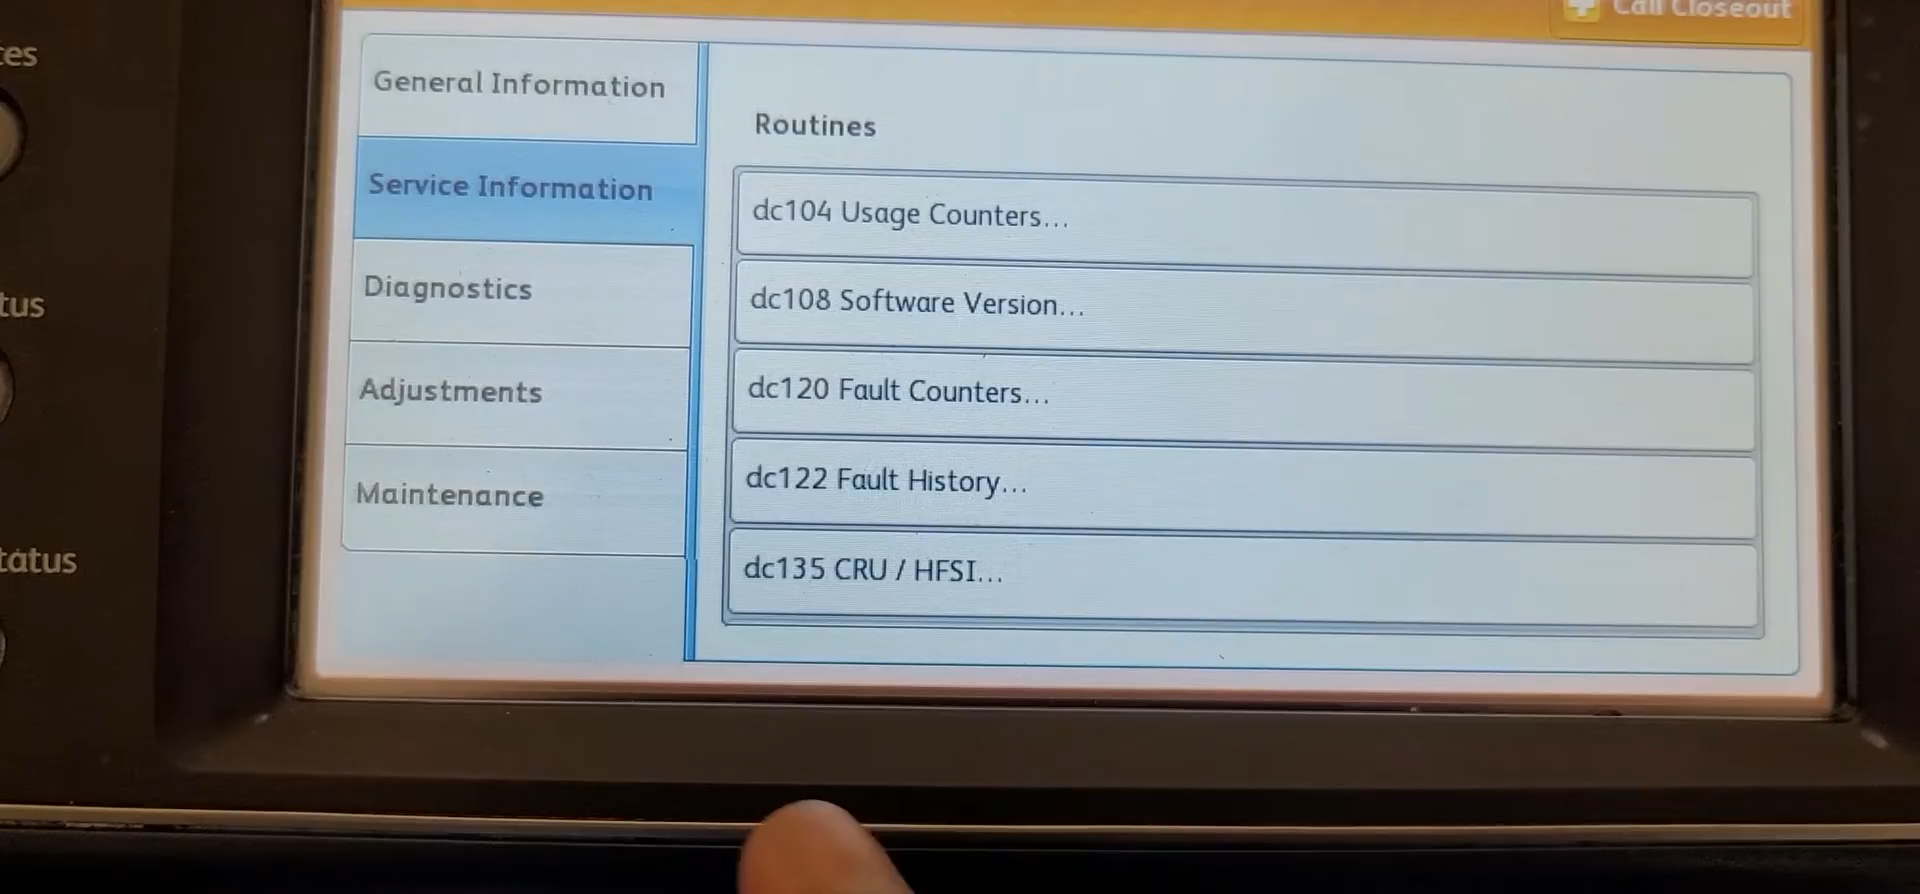 Call Closeout
General Information
Service Information
Diagnostics
Adjustments
Maintenance
Routines
dc104 Usage Counters...
dc108 Software Version...
dc120 Fault Counters...
dc122 Fault History...
dc135 CRU / HFSI...